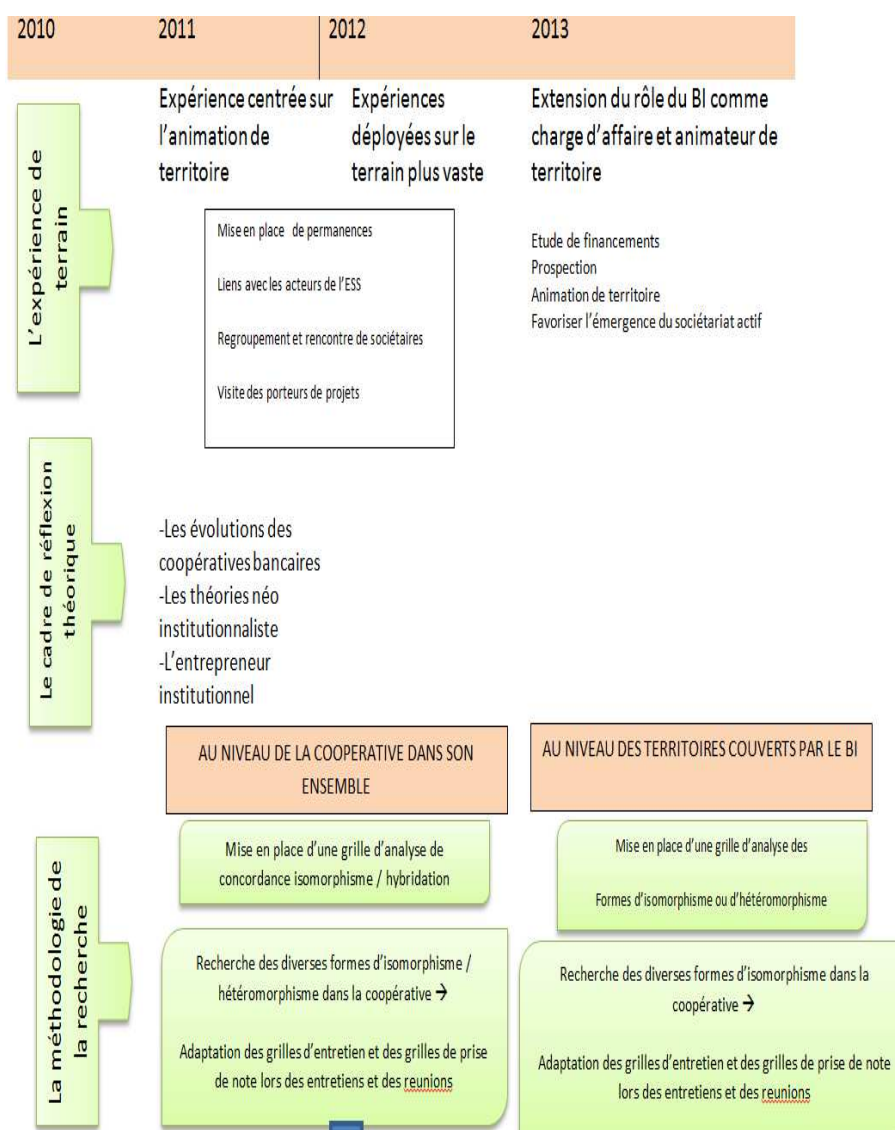 2010
2011
2012
2013
L'expérience de
terrain
Expérience centrée sur
l'animation de
territoire
Expériences
déployées sur le
terrain plus vaste
Extension du rôle du BI comme
charge d'affaire et animateur de
territoire
Mise en place de permanences
Liens avec les acteurs de l'ESS
Regroupement et rencontre de sociétaires
Visite des porteurs de projets
Etude de financements
Prospection
Animation de territoire
Favoriser l'émergence du sociétariat actif
Le cadre de réflexion
théorique
-Les évolutions des
coopératives bancaires
-Les théories néo
institutionnaliste
-L'entrepreneur
institutionnel
La méthodologie de
la recherche
AU NIVEAU DE LA COOPERATIVE DANS SON
ENSEMBLE
Mise en place d'une grille d'analyse de
concordance isomorphisme / hybridation
Recherche des diverses formes d'isomorphisme /
hétéromorphisme dans la coopérative →
Adaptation des grilles d'entretien et des grilles de prise
de note lors des entretiens et des reunions
AU NIVEAU DES TERRITOIRES COUVERTS PAR LE BI
Mise en place d'une grille d'analyse des
Formes d'isomorphisme ou d'hétéromorphisme
Recherche des diverses formes d'isomorphisme dans la
coopérative →
Adaptation des grilles d'entretien et des grilles de prise de note
lors des entretiens et des reunions